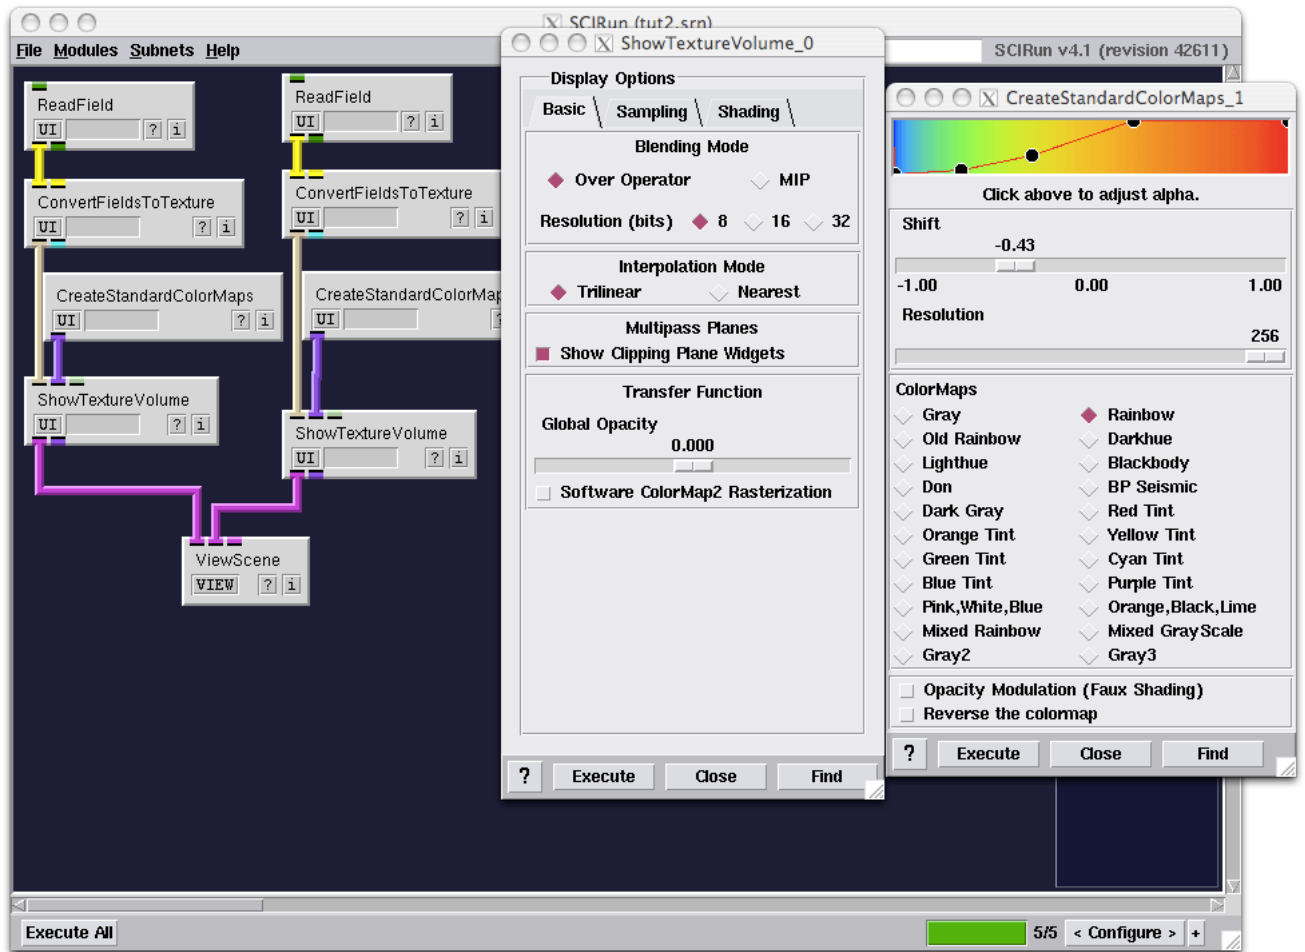 SCIRun (tut2.srn)
File Modules Subnets Help
SCIRun v4.1 (revision 42611)
ReadField
UI ? i
ConvertFieldsToTexture
UI ? i
CreateStandardColorMaps
UI ? i
ShowTextureVolume
UI ? i
ReadField
UI ? i
ConvertFieldsToTexture
UI ? i
CreateStandardColorMap
UI ?
ShowTextureVolume
UI ? i
ViewScene
VIEW ? i
ShowTextureVolume_0
Display Options
Basic Sampling Shading
Blending Mode
Over Operator MIP
Resolution (bits) 8 16 32
Interpolation Mode
Trilinear Nearest
Multipass Planes
Show Clipping Plane Widgets
Transfer Function
Global Opacity
0.000
Software ColorMap2 Rasterization
? Execute Close Find
CreateStandardColorMaps_1
Click above to adjust alpha.
Shift
-0.43
-1.00 0.00 1.00
Resolution
256
ColorMaps
Gray Rainbow
Old Rainbow Darkhue
Lighthue Blackbody
Don BP Seismic
Dark Gray Red Tint
Orange Tint Yellow Tint
Green Tint Cyan Tint
Blue Tint Purple Tint
Pink,White,Blue Orange,Black,Lime
Mixed Rainbow Mixed GrayScale
Gray2 Gray3
Opacity Modulation (Faux Shading)
Reverse the colormap
? Execute Close Find
Execute All
5/5 < Configure > +